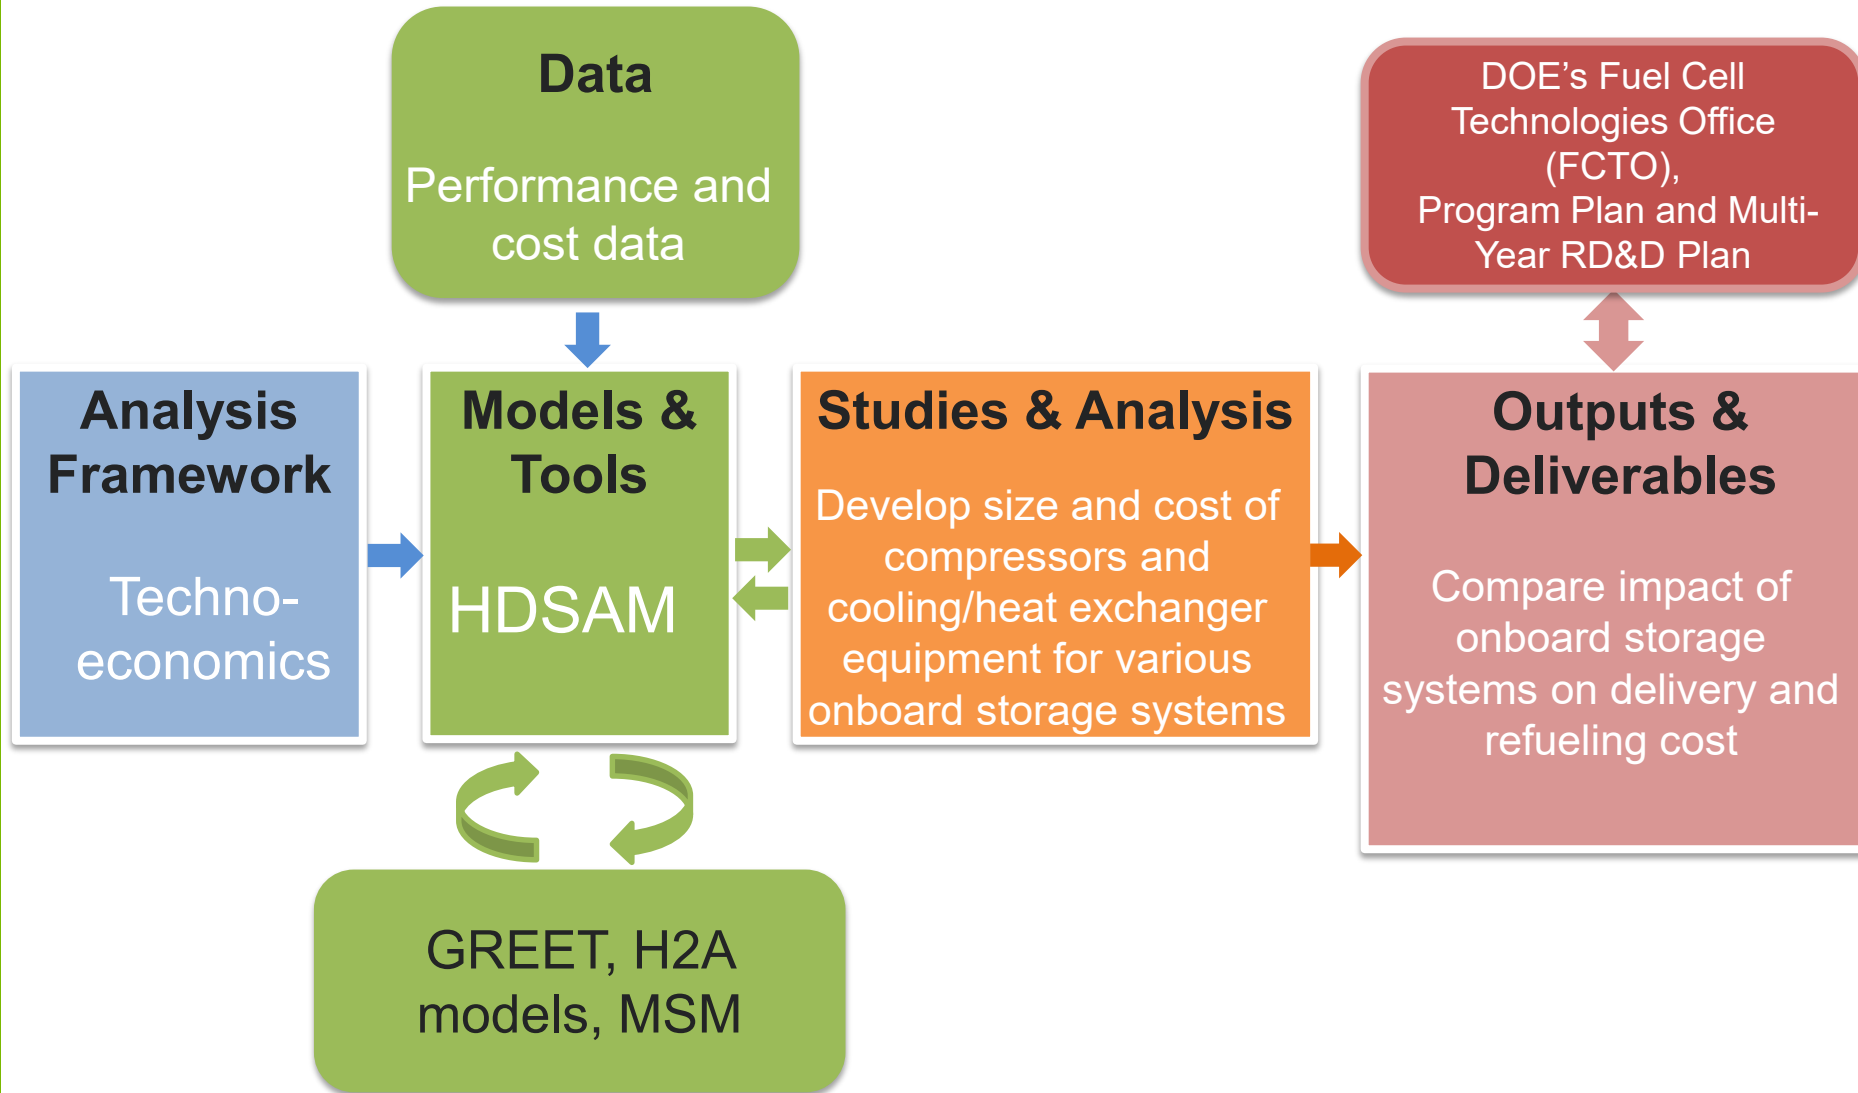 Data
Performance and
cost data
DOE's Fuel Cell
Technologies Office
(FCTO),
Program Plan and Multi-
Year RD&D Plan
Analysis
Framework
Techno-
economics
Models &
Tools
HDSAM
Studies & Analysis
Develop size and cost of
compressors and
cooling/heat exchanger
equipment for various
onboard storage systems
Outputs &
Deliverables
Compare impact of
onboard storage
systems on delivery and
refueling cost
GREET, H2A
models, MSM